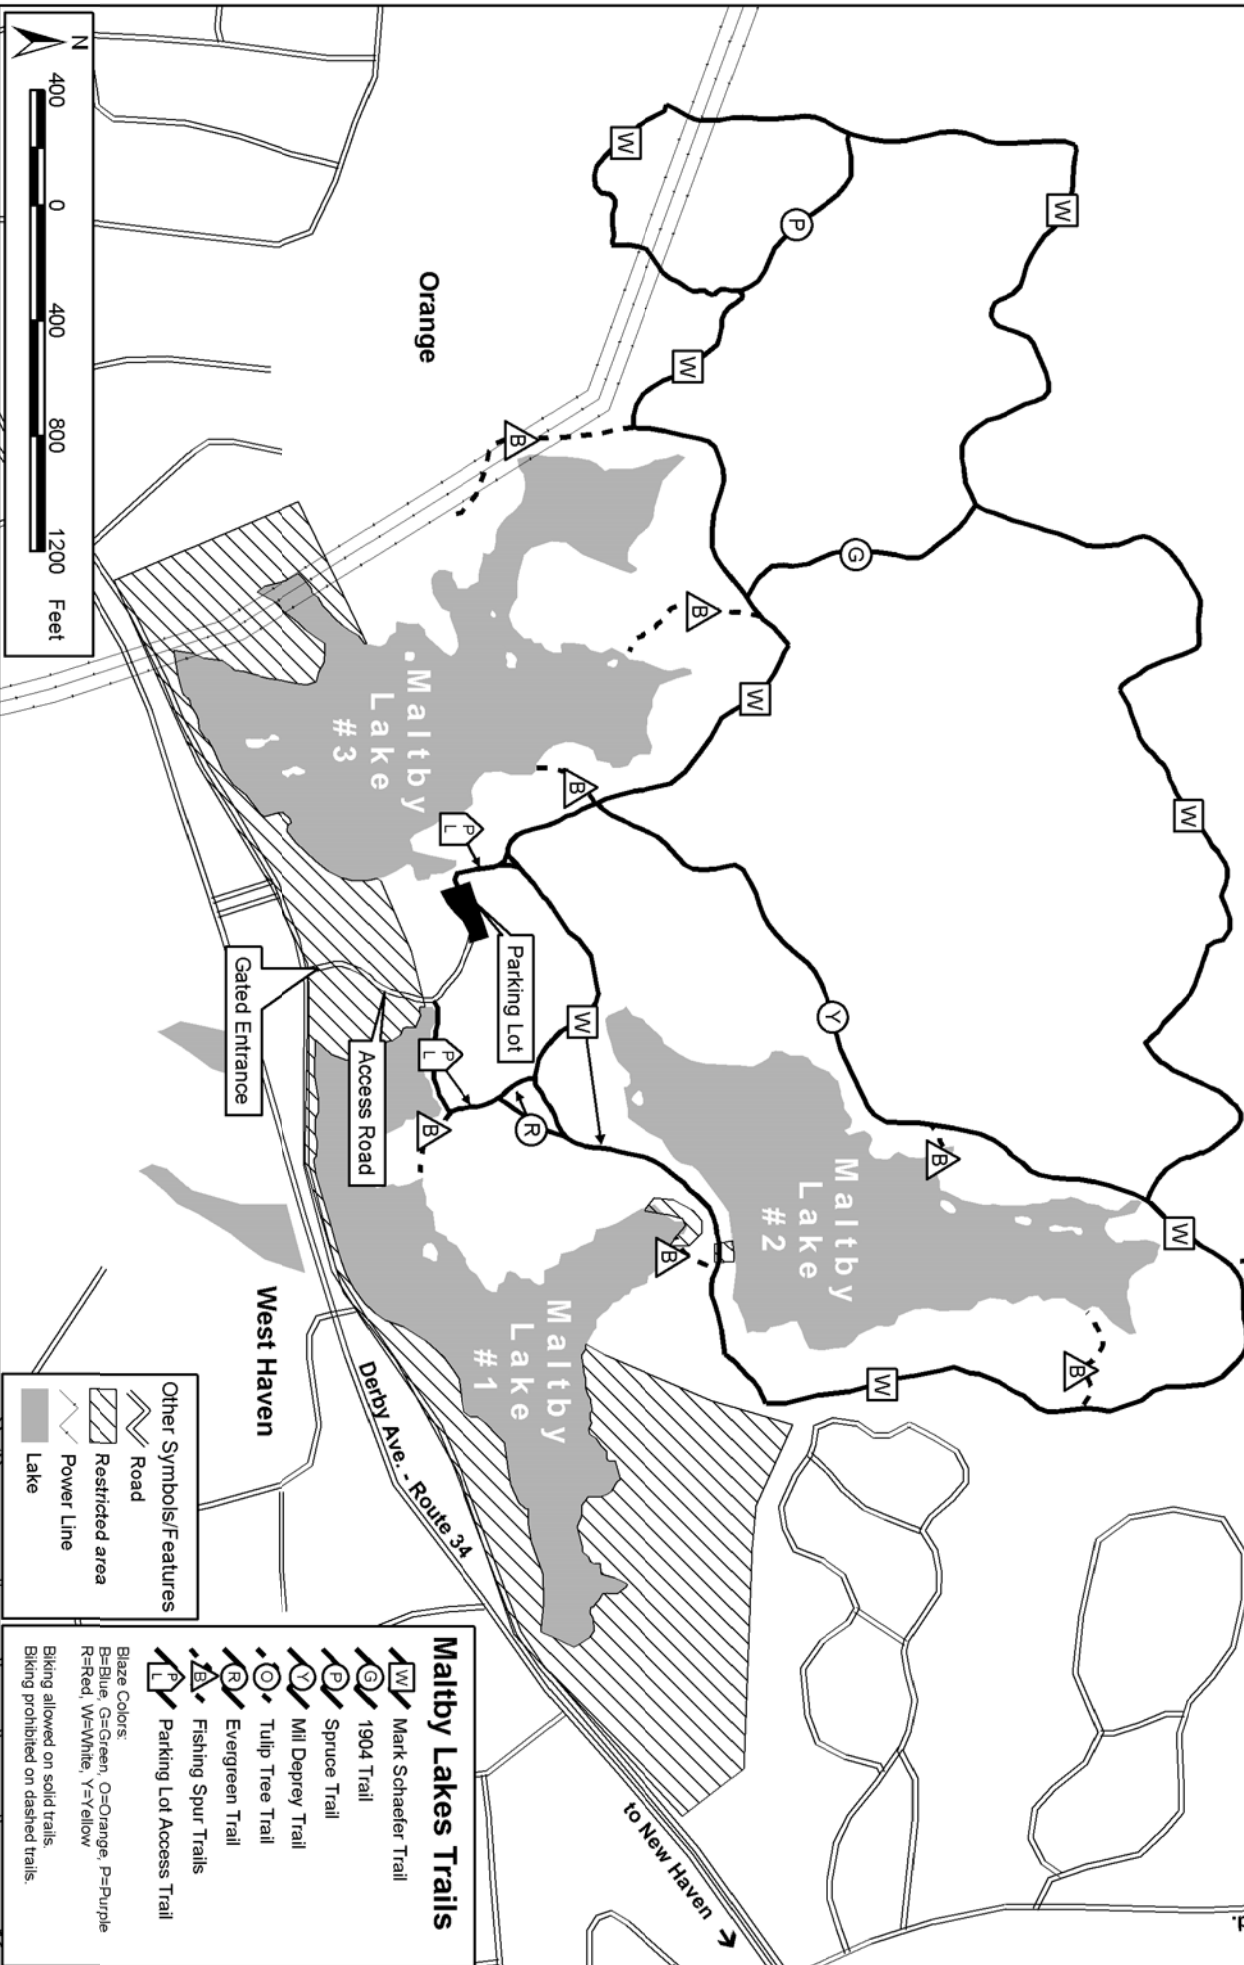 W
W
P
W
G
B
B
W
B
W
Y
W
B
W
B
W
B
R
B
P
L
P
L
Orange
Maltby
Lake
#3
Maltby
Lake
#2
Maltby
Lake
#1
Parking Lot
Access Road
Gated Entrance
West Haven
Derby Ave. - Route 34
to New Haven
N
400 0 400 800 1200 Feet
Other Symbols/Features
Road
Restricted area
Power Line
Lake
Maltby Lakes Trails
W Mark Schaefer Trail
G 1904 Trail
P Spruce Trail
Y Mil Deprey Trail
O Tulip Tree Trail
R Evergreen Trail
B Fishing Spur Trails
P
L Parking Lot Access Trail
Blaze Colors:
B=Blue, G=Green, O=Orange, P=Purple
R=Red, W=White, Y=Yellow
Biking allowed on solid trails.
Biking prohibited on dashed trails.